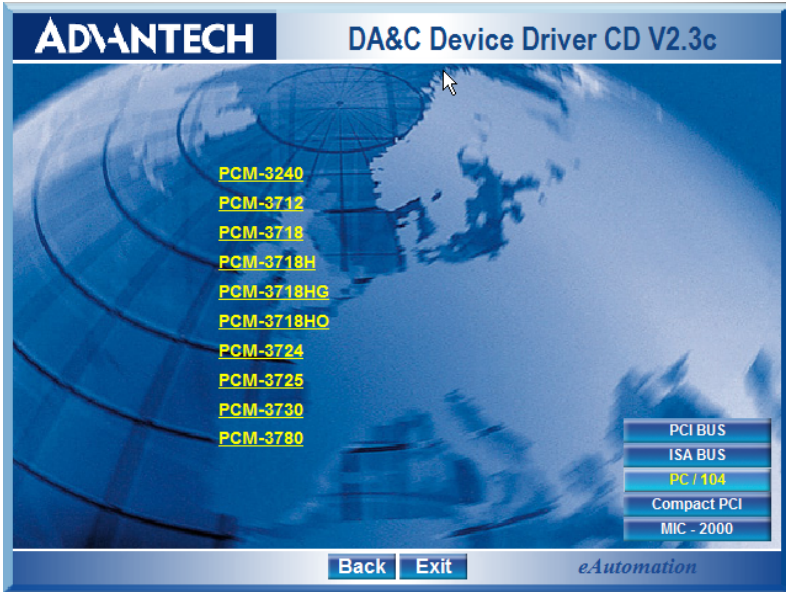 ADVANTECH
DA&C Device Driver CD V2.3c
PCM-3240
PCM-3712
PCM-3718
PCM-3718H
PCM-3718HG
PCM-3718HO
PCM-3724
PCM-3725
PCM-3730
PCM-3780
PCI BUS
ISA BUS
PC / 104
Compact PCI
MIC - 2000
Back Exit eAutomation